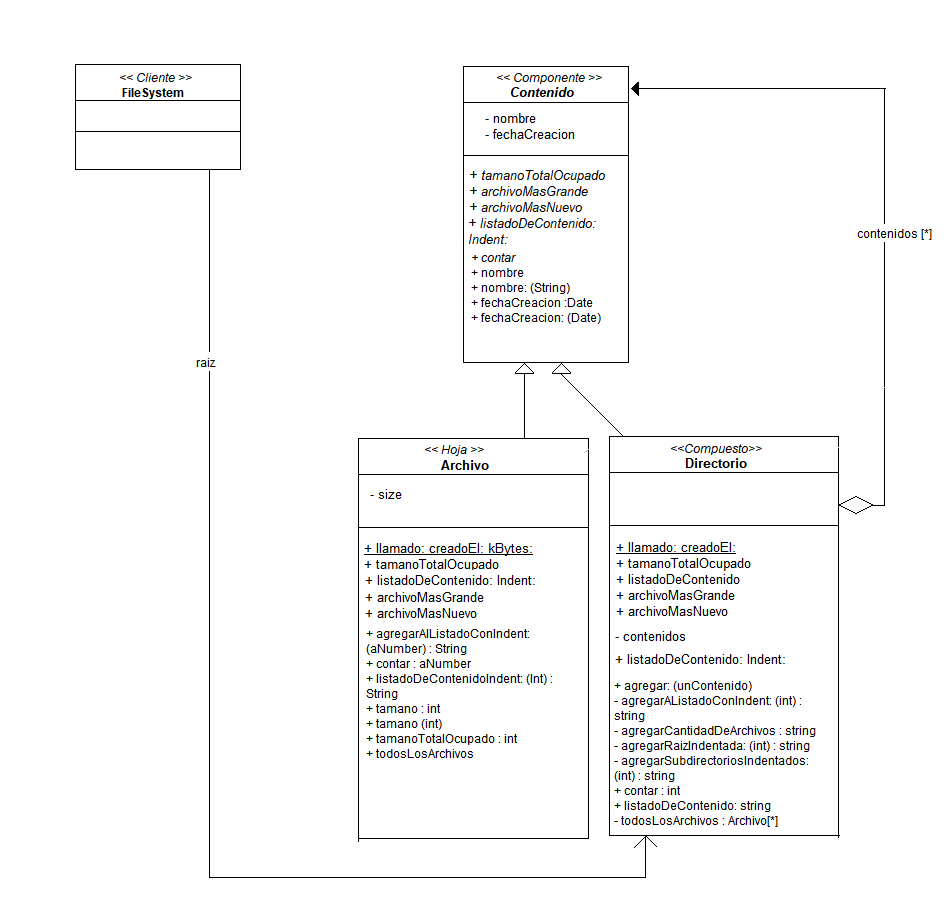 << Cliente >>
FileSystem
<< Componente >>
Contenido
- nombre
- fechaCreacion
+ tamanoTotalOcupado
+ archivoMasGrande
+ archivoMasNuevo
+ listadoDeContenido:
Indent:
+ contar
+ nombre
+ nombre: (String)
+ fechaCreacion :Date
+ fechaCreacion: (Date)
contenidos [*]
raiz
<< Hoja >>
Archivo
- size
+ llamado: creadoEl: kBytes:
+ tamanoTotalOcupado
+ listadoDeContenido: Indent:
+ archivoMasGrande
+ archivoMasNuevo
+ agregarAlListadoConIndent:
(aNumber) : String
+ contar : aNumber
+ listadoDeContenidoIndent: (Int) :
String
+ tamano : int
+ tamano (int)
+ tamanoTotalOcupado : int
+ todosLosArchivos
<<Compuesto>>
Directorio
+ llamado: creadoEl:
+ tamanoTotalOcupado
+ listadoDeContenido
+ archivoMasGrande
+ archivoMasNuevo
- contenidos
+ listadoDeContenido: Indent:
+ agregar: (unContenido)
- agregarAListadoConIndent: (int) :
string
- agregarCantidadDeArchivos : string
- agregarRaizIndentada: (int) : string
- agregarSubdirectoriosIndentados:
(int) : string
+ contar : int
+ listadoDeContenido: string
- todosLosArchivos : Archivo[*]